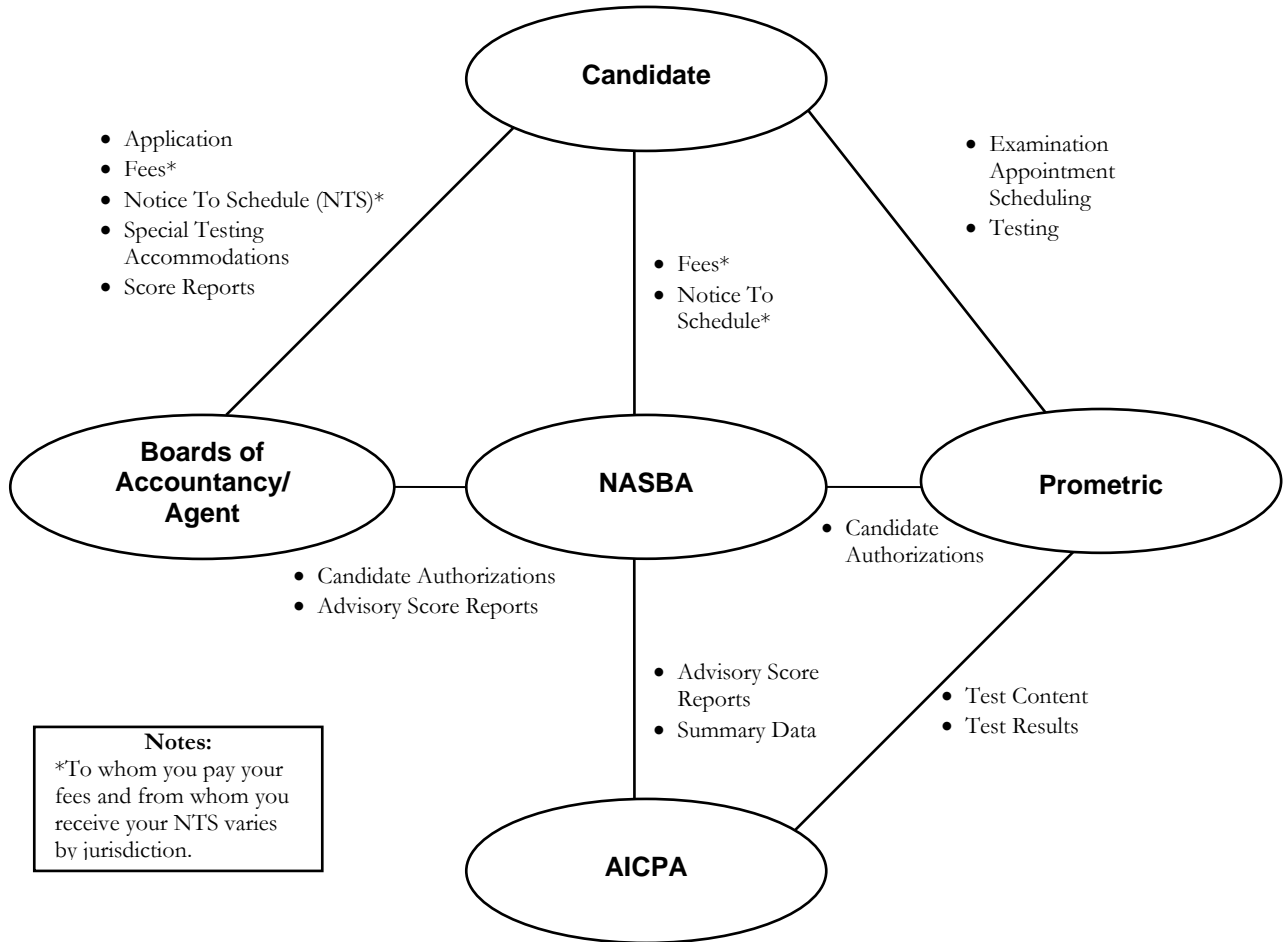 Candidate
• Application
• Fees*
• Notice To Schedule (NTS)*
• Special Testing
Accommodations
• Score Reports
• Fees*
• Notice To
Schedule*
• Examination
Appointment
Scheduling
• Testing
Boards of
Accountancy/
Agent
NASBA
Prometric
• Candidate Authorizations
• Advisory Score Reports
• Candidate
Authorizations
• Advisory Score
Reports
• Summary Data
• Test Content
• Test Results
Notes:
*To whom you pay your
fees and from whom you
receive your NTS varies
by jurisdiction.
AICPA